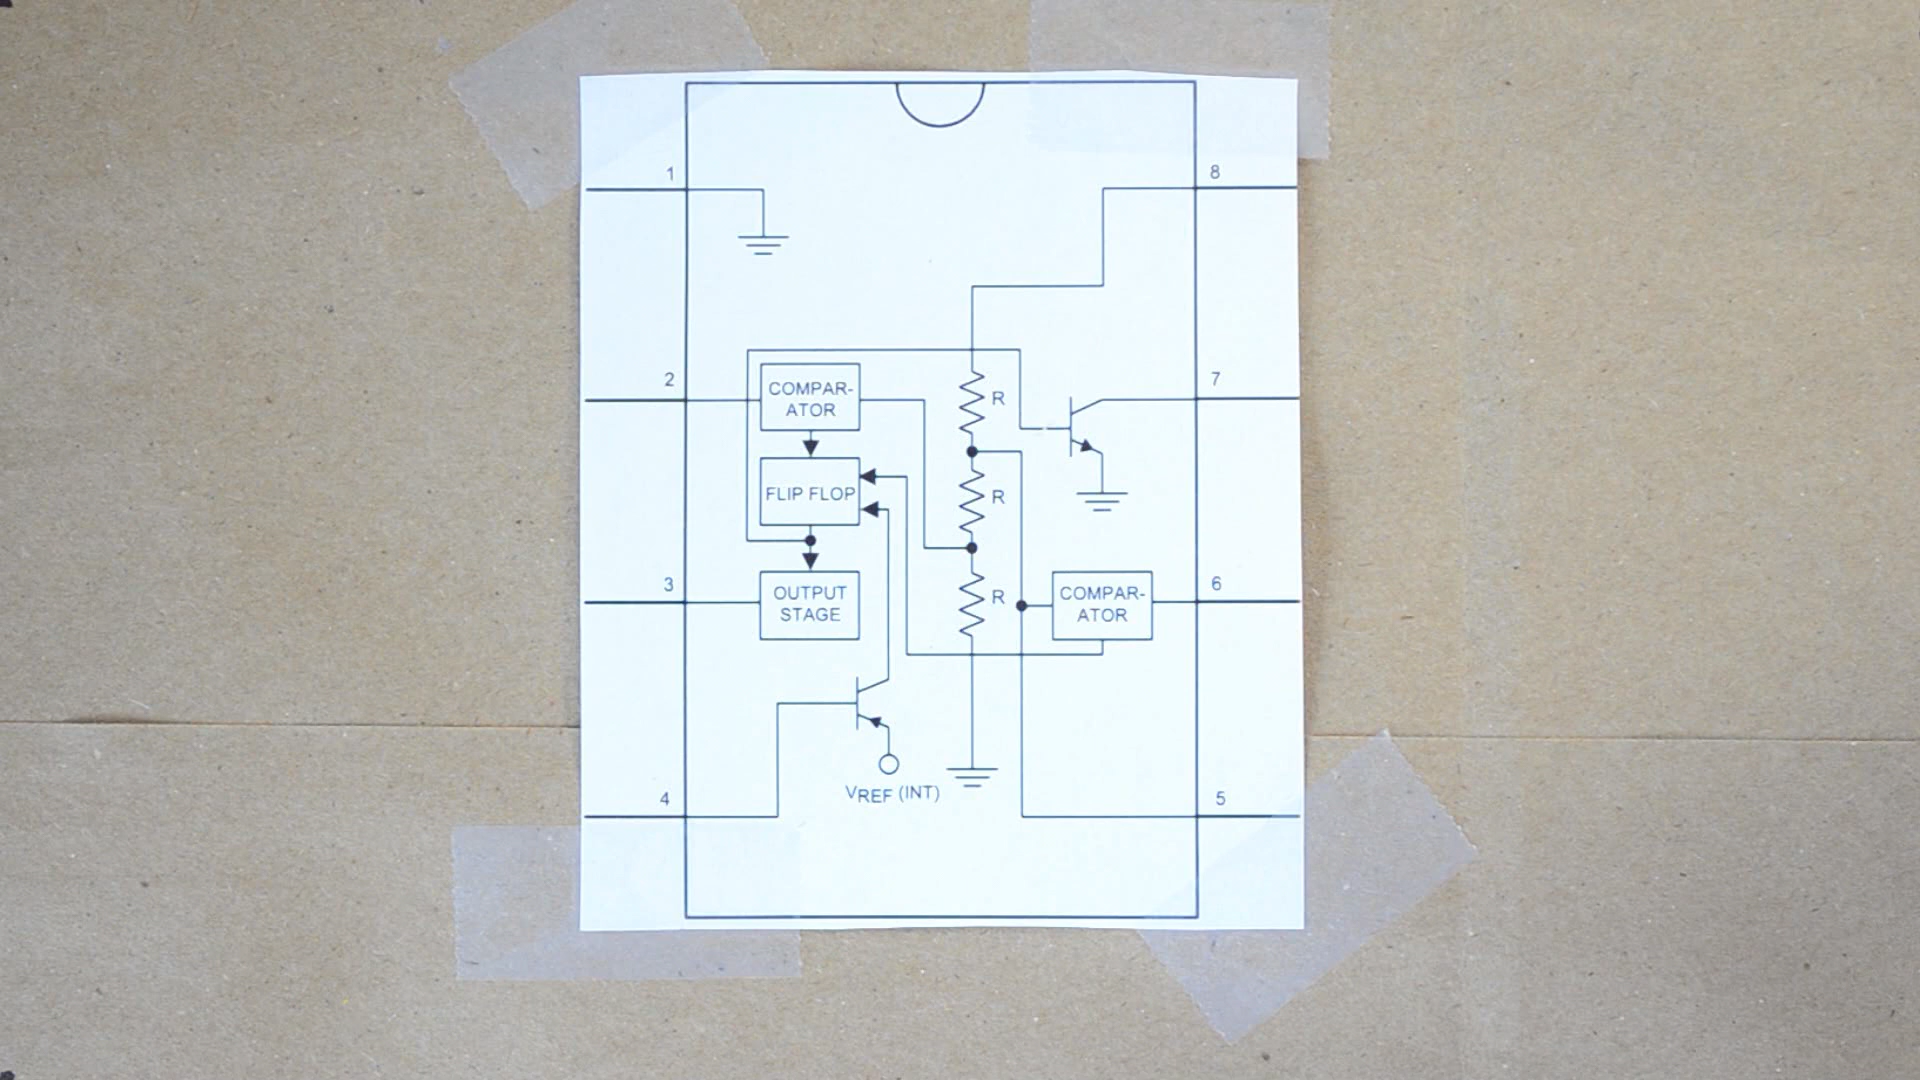 1
8
2
7
COMPAR-
ATOR
R
FLIP FLOP
R
3
6
OUTPUT
STAGE
R
COMPAR-
ATOR
VREF (INT)
4
5